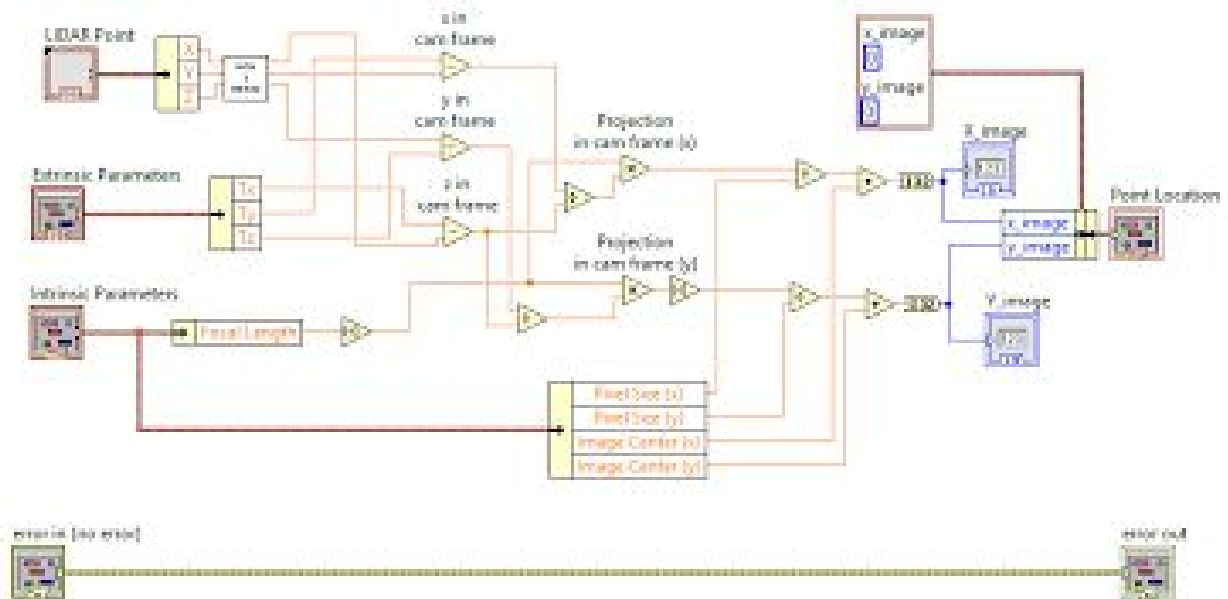 LIDAR Point
X
Y
Z
x in
cam frame
y in
cam frame
z in
cam frame
Extrinsic Parameters
Tx
Ty
Tz
Intrinsic Parameters
Focal Length
Projection
in cam frame (x)
Projection
in cam frame (y)
Pixel Size (x)
Pixel Size (y)
Image Center (x)
Image Center (y)
x_image
0
y_image
0
X_image
Point Location
x_image
y_image
Y_image
error in (no error)
error out